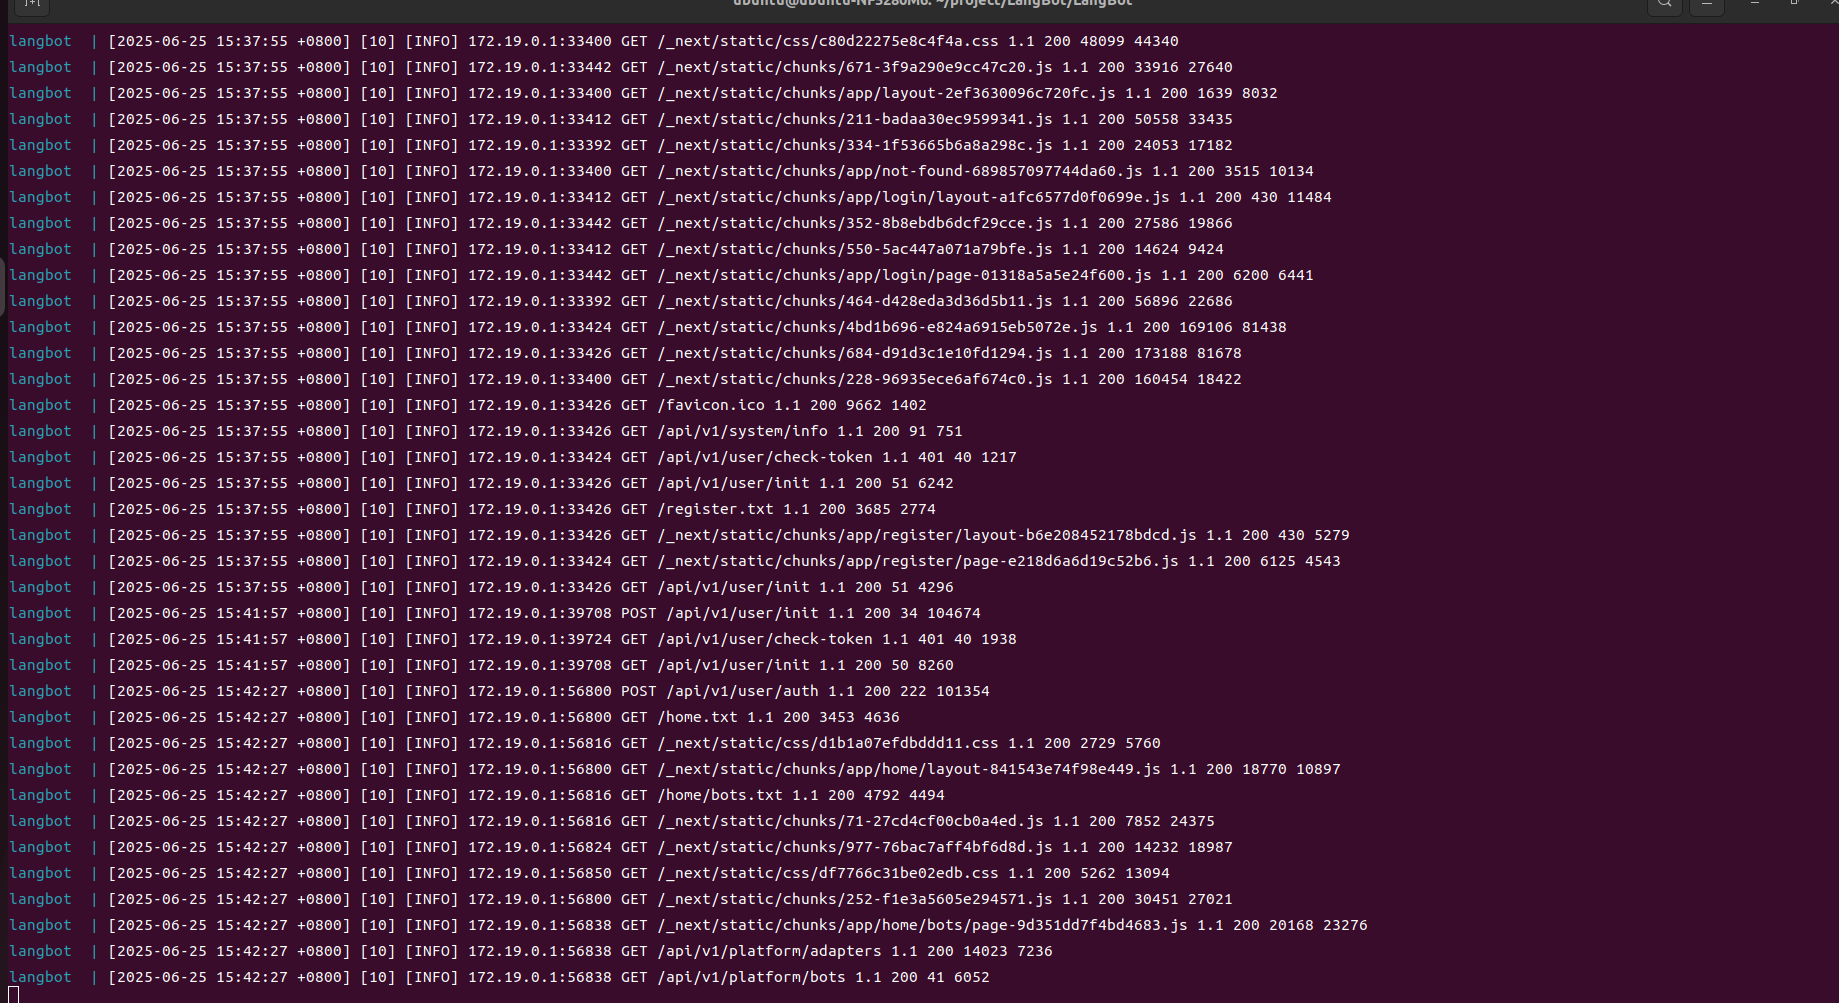 ubuntu@ubuntu-NF5280M6: ~/project/LangBot/LangBot
langbot | [2025-06-25 15:37:55 +0800] [10] [INFO] 172.19.0.1:33400 GET /_next/static/css/c80d22275e8c4f4a.css 1.1 200 48099 44340
langbot | [2025-06-25 15:37:55 +0800] [10] [INFO] 172.19.0.1:33442 GET /_next/static/chunks/671-3f9a290e9cc47c20.js 1.1 200 33916 27640
langbot | [2025-06-25 15:37:55 +0800] [10] [INFO] 172.19.0.1:33400 GET /_next/static/chunks/app/layout-2ef3630096c720fc.js 1.1 200 1639 8032
langbot | [2025-06-25 15:37:55 +0800] [10] [INFO] 172.19.0.1:33412 GET /_next/static/chunks/211-badaa30ec9599341.js 1.1 200 50558 33435
langbot | [2025-06-25 15:37:55 +0800] [10] [INFO] 172.19.0.1:33392 GET /_next/static/chunks/334-1f53665b6a8a298c.js 1.1 200 24053 17182
langbot | [2025-06-25 15:37:55 +0800] [10] [INFO] 172.19.0.1:33400 GET /_next/static/chunks/app/not-found-689857097744da60.js 1.1 200 3515 10134
langbot | [2025-06-25 15:37:55 +0800] [10] [INFO] 172.19.0.1:33412 GET /_next/static/chunks/app/login/layout-a1fc6577d0f0699e.js 1.1 200 430 11484
langbot | [2025-06-25 15:37:55 +0800] [10] [INFO] 172.19.0.1:33442 GET /_next/static/chunks/352-8b8ebdb6dcf29cce.js 1.1 200 27586 19866
langbot | [2025-06-25 15:37:55 +0800] [10] [INFO] 172.19.0.1:33412 GET /_next/static/chunks/550-5ac447a071a79bfe.js 1.1 200 14624 9424
langbot | [2025-06-25 15:37:55 +0800] [10] [INFO] 172.19.0.1:33442 GET /_next/static/chunks/app/login/page-01318a5a5e24f600.js 1.1 200 6200 6441
langbot | [2025-06-25 15:37:55 +0800] [10] [INFO] 172.19.0.1:33392 GET /_next/static/chunks/464-d428eda3d36d5b11.js 1.1 200 56896 22686
langbot | [2025-06-25 15:37:55 +0800] [10] [INFO] 172.19.0.1:33424 GET /_next/static/chunks/4bd1b696-e824a6915eb5072e.js 1.1 200 169106 81438
langbot | [2025-06-25 15:37:55 +0800] [10] [INFO] 172.19.0.1:33426 GET /_next/static/chunks/684-d91d3c1e10fd1294.js 1.1 200 173188 81678
langbot | [2025-06-25 15:37:55 +0800] [10] [INFO] 172.19.0.1:33400 GET /_next/static/chunks/228-96935ece6af674c0.js 1.1 200 160454 18422
langbot | [2025-06-25 15:37:55 +0800] [10] [INFO] 172.19.0.1:33426 GET /favicon.ico 1.1 200 9662 1402
langbot | [2025-06-25 15:37:55 +0800] [10] [INFO] 172.19.0.1:33426 GET /api/v1/system/info 1.1 200 91 751
langbot | [2025-06-25 15:37:55 +0800] [10] [INFO] 172.19.0.1:33424 GET /api/v1/user/check-token 1.1 401 40 1217
langbot | [2025-06-25 15:37:55 +0800] [10] [INFO] 172.19.0.1:33426 GET /api/v1/user/init 1.1 200 51 6242
langbot | [2025-06-25 15:37:55 +0800] [10] [INFO] 172.19.0.1:33426 GET /register.txt 1.1 200 3685 2774
langbot | [2025-06-25 15:37:55 +0800] [10] [INFO] 172.19.0.1:33426 GET /_next/static/chunks/app/register/layout-b6e208452178bdcd.js 1.1 200 430 5279
langbot | [2025-06-25 15:37:55 +0800] [10] [INFO] 172.19.0.1:33424 GET /_next/static/chunks/app/register/page-e218d6a6d19c52b6.js 1.1 200 6125 4543
langbot | [2025-06-25 15:37:55 +0800] [10] [INFO] 172.19.0.1:33426 GET /api/v1/user/init 1.1 200 51 4296
langbot | [2025-06-25 15:41:57 +0800] [10] [INFO] 172.19.0.1:39708 POST /api/v1/user/init 1.1 200 34 104674
langbot | [2025-06-25 15:41:57 +0800] [10] [INFO] 172.19.0.1:39724 GET /api/v1/user/check-token 1.1 401 40 1938
langbot | [2025-06-25 15:41:57 +0800] [10] [INFO] 172.19.0.1:39708 GET /api/v1/user/init 1.1 200 50 8260
langbot | [2025-06-25 15:42:27 +0800] [10] [INFO] 172.19.0.1:56800 POST /api/v1/user/auth 1.1 200 222 101354
langbot | [2025-06-25 15:42:27 +0800] [10] [INFO] 172.19.0.1:56800 GET /home.txt 1.1 200 3453 4636
langbot | [2025-06-25 15:42:27 +0800] [10] [INFO] 172.19.0.1:56816 GET /_next/static/css/d1b1a07efdbddd11.css 1.1 200 2729 5760
langbot | [2025-06-25 15:42:27 +0800] [10] [INFO] 172.19.0.1:56800 GET /_next/static/chunks/app/home/layout-841543e74f98e449.js 1.1 200 18770 10897
langbot | [2025-06-25 15:42:27 +0800] [10] [INFO] 172.19.0.1:56816 GET /home/bots.txt 1.1 200 4792 4494
langbot | [2025-06-25 15:42:27 +0800] [10] [INFO] 172.19.0.1:56816 GET /_next/static/chunks/71-27cd4cf00cb0a4ed.js 1.1 200 7852 24375
langbot | [2025-06-25 15:42:27 +0800] [10] [INFO] 172.19.0.1:56824 GET /_next/static/chunks/977-76bac7aff4bf6d8d.js 1.1 200 14232 18987
langbot | [2025-06-25 15:42:27 +0800] [10] [INFO] 172.19.0.1:56850 GET /_next/static/css/df7766c31be02edb.css 1.1 200 5262 13094
langbot | [2025-06-25 15:42:27 +0800] [10] [INFO] 172.19.0.1:56800 GET /_next/static/chunks/252-f1e3a5605e294571.js 1.1 200 30451 27021
langbot | [2025-06-25 15:42:27 +0800] [10] [INFO] 172.19.0.1:56838 GET /_next/static/chunks/app/home/bots/page-9d351dd7f4bd4683.js 1.1 200 20168 23276
langbot | [2025-06-25 15:42:27 +0800] [10] [INFO] 172.19.0.1:56838 GET /api/v1/platform/adapters 1.1 200 14023 7236
langbot | [2025-06-25 15:42:27 +0800] [10] [INFO] 172.19.0.1:56838 GET /api/v1/platform/bots 1.1 200 41 6052